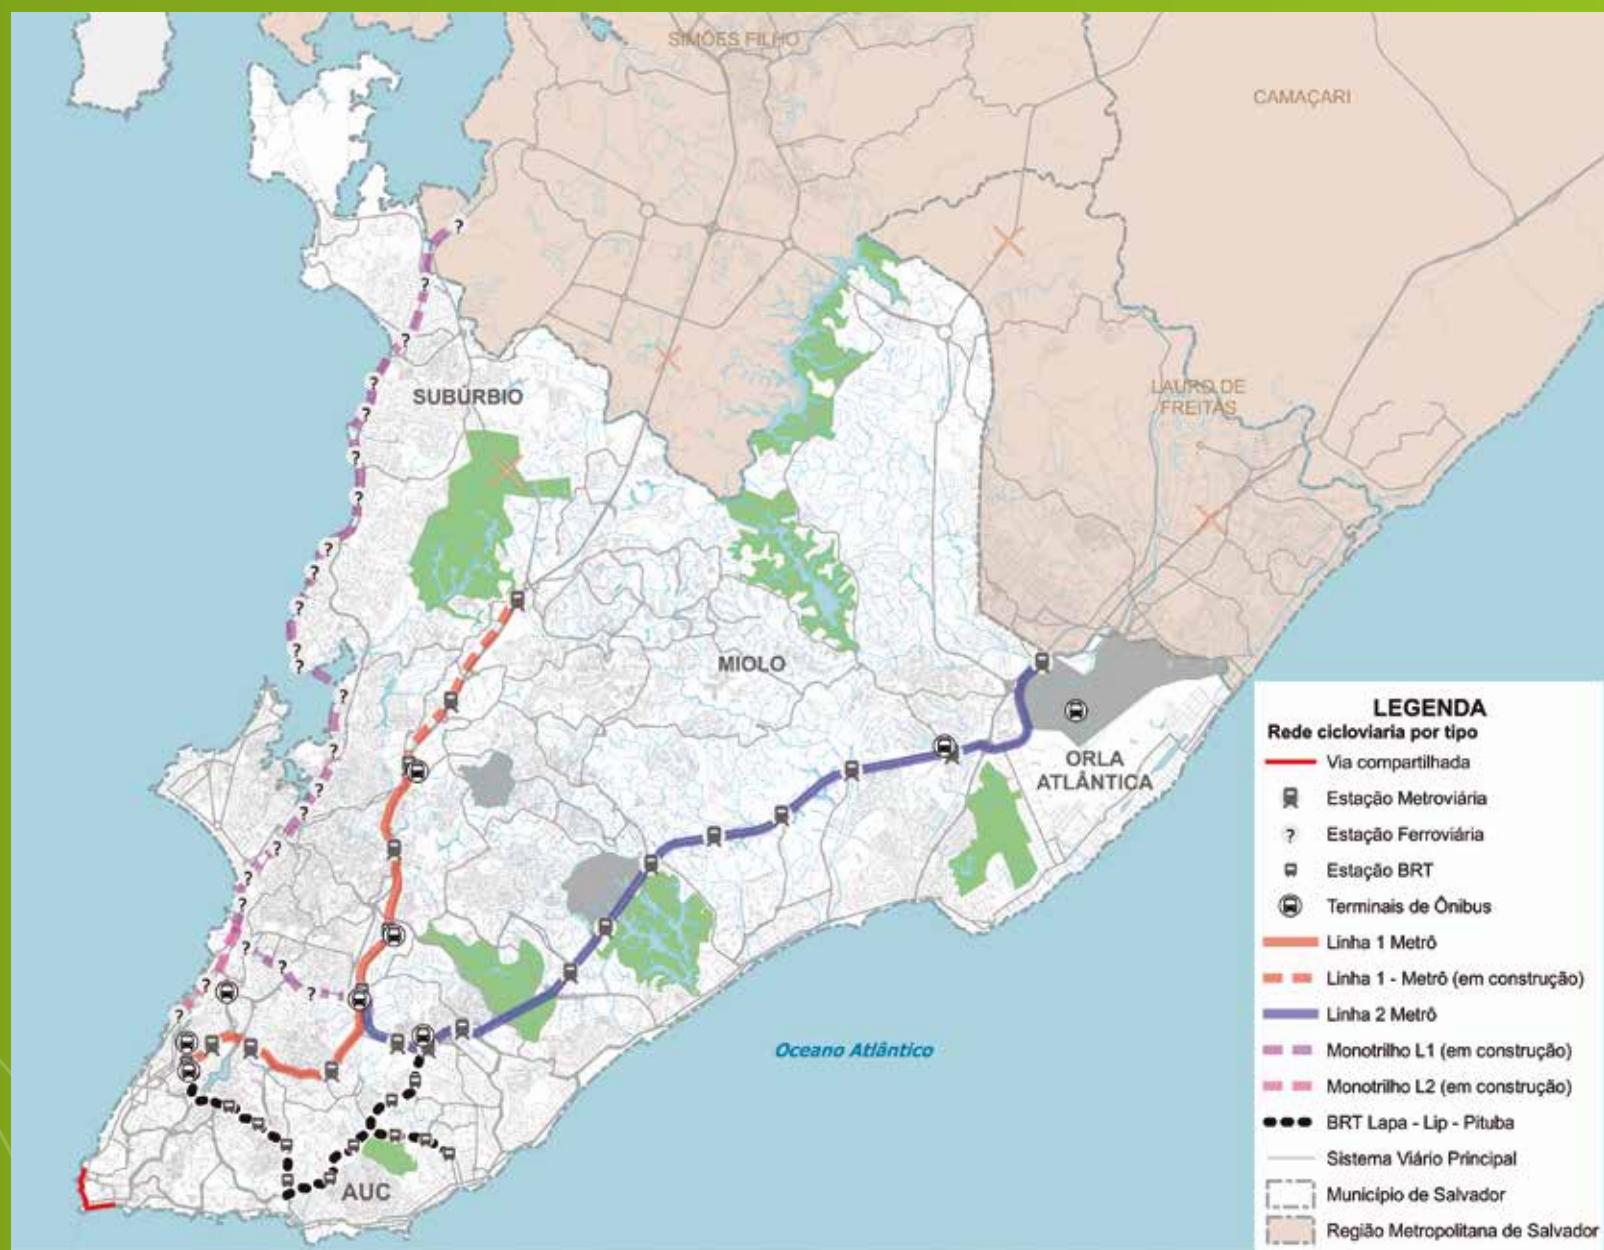 SIMÕES FILHO
CAMAÇARI
LAURO DE
FREITAS
SUBÚRBIO
MIOLO
ORLA
ATLÂNTICA
Oceano Atlântico
AUC
LEGENDA
Rede cicloviaria por tipo
Via compartilhada
Estação Metroviária
? Estação Ferroviária
Estação BRT
Terminais de Ônibus
Linha 1 Metrô
Linha 1 - Metrô (em construção)
Linha 2 Metrô
Monotrilho L1 (em construção)
Monotrilho L2 (em construção)
BRT Lapa - Lip - Pituba
Sistema Viário Principal
Município de Salvador
Região Metropolitana de Salvador